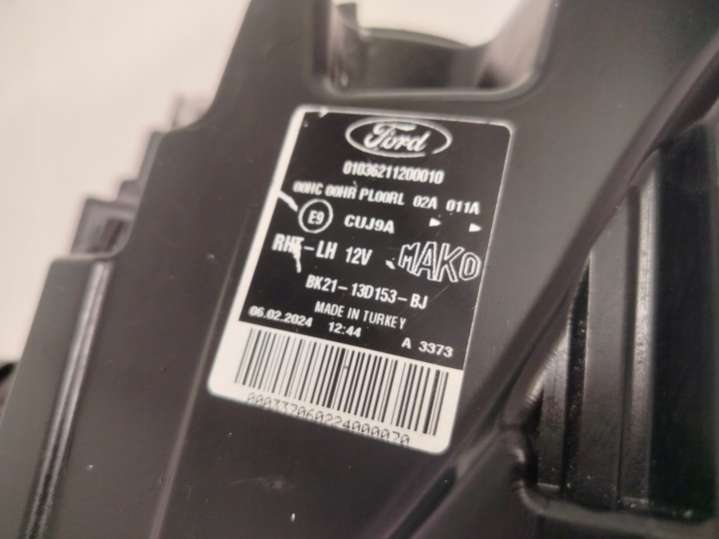 Ford
01036211200010
00HC 00HR PL00RL 02A 011A
E9 CUJ9A
RHT-LH 12V MAKO
BK21-13D153-BJ
MADE IN TURKEY
06.02.2024 12:44 A 3373
000337060224000020